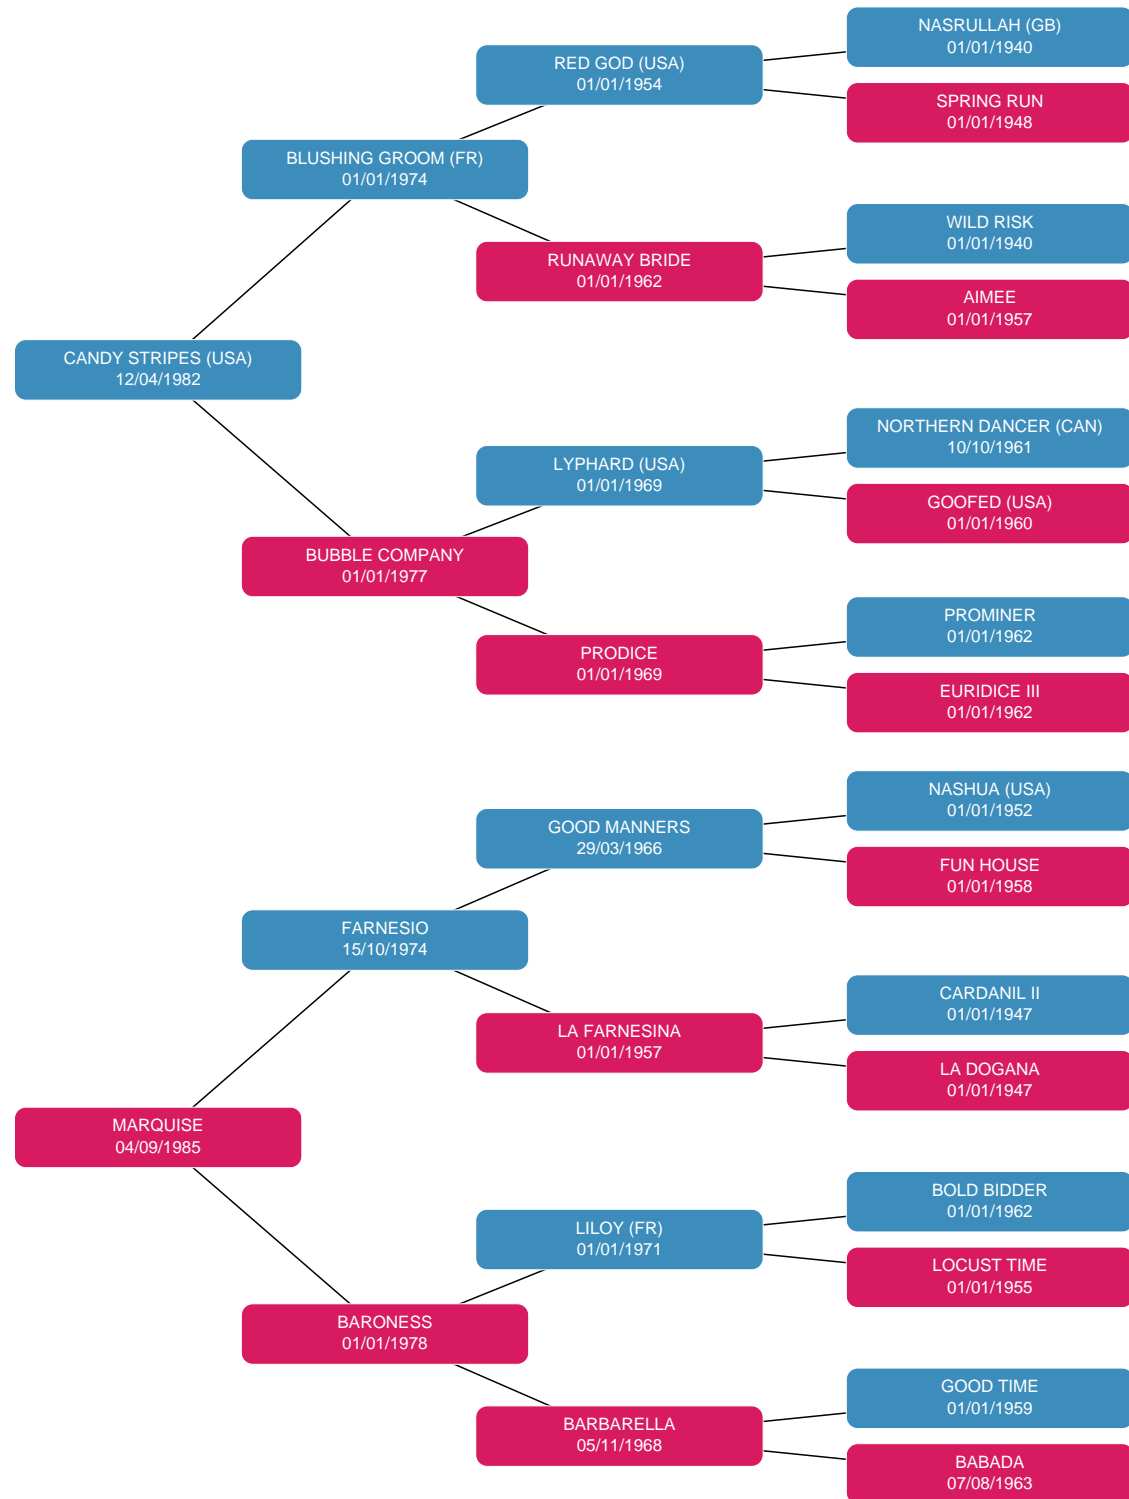 NASRULLAH (GB)
01/01/1940
RED GOD (USA)
01/01/1954
SPRING RUN
01/01/1948
BLUSHING GROOM (FR)
01/01/1974
WILD RISK
01/01/1940
RUNAWAY BRIDE
01/01/1962
AIMEE
01/01/1957
CANDY STRIPES (USA)
12/04/1982
NORTHERN DANCER (CAN)
10/10/1961
LYPHARD (USA)
01/01/1969
GOOFED (USA)
01/01/1960
BUBBLE COMPANY
01/01/1977
PROMINER
01/01/1962
PRODICE
01/01/1969
EURIDICE III
01/01/1962
NASHUA (USA)
01/01/1952
GOOD MANNERS
29/03/1966
FUN HOUSE
01/01/1958
FARNESIO
15/10/1974
CARDANIL II
01/01/1947
LA FARNESINA
01/01/1957
LA DOGANA
01/01/1947
MARQUISE
04/09/1985
BOLD BIDDER
01/01/1962
LILOY (FR)
01/01/1971
LOCUST TIME
01/01/1955
BARONESS
01/01/1978
GOOD TIME
01/01/1959
BARBARELLA
05/11/1968
BABADA
07/08/1963